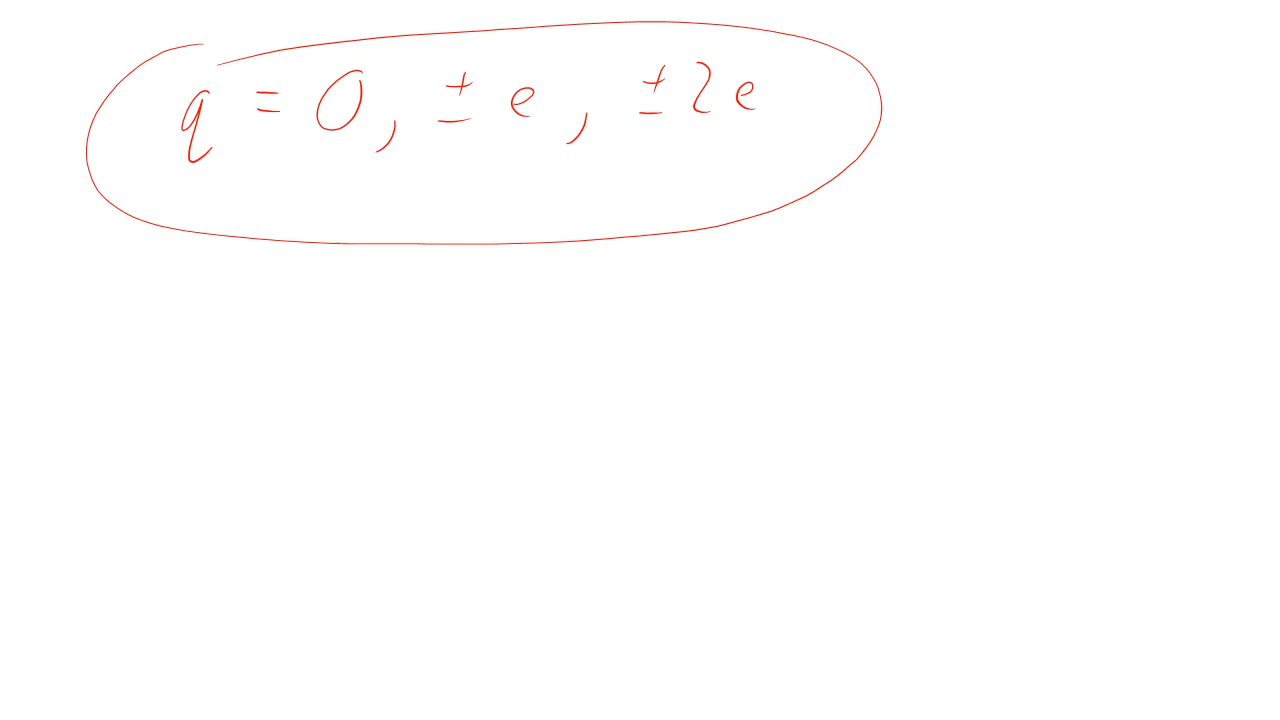 q = 0, ± e, ± 2e